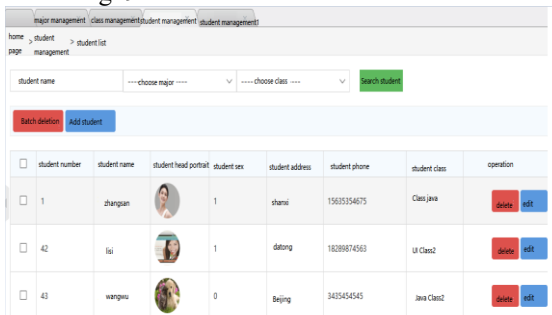 major management class management student management student management1
home page > student management > student list
student name ----choose major ---- ---- choose class ---- Search student
Batch deletion Add student
student number student name student head portrait student sex student address student phone student class operation
1 zhangsan 1 shanxi 15635354675 Class java delete edit
42 lisi 1 datong 18289874563 UI Class2 delete edit
43 wangwu 0 Beijing 3435454545 Java Class2 delete edit